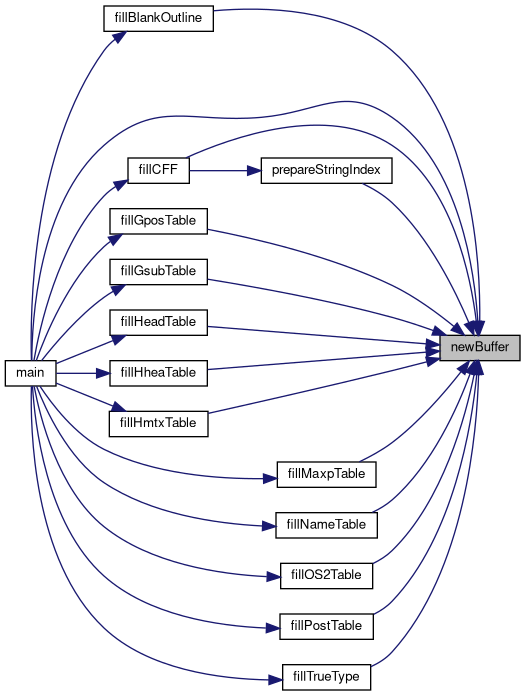 fillBlankOutline
fillCFF
prepareStringIndex
fillGposTable
fillGsubTable
fillHeadTable
newBuffer
main
fillHheaTable
fillHmtxTable
fillMaxpTable
fillNameTable
fillOS2Table
fillPostTable
fillTrueType